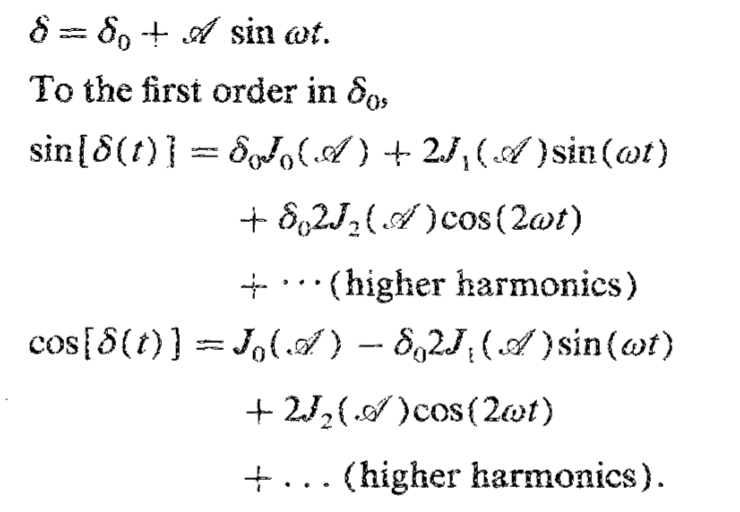 δ = δ₀ + 𝒜 sin ωt.
To the first order in δ₀,
sin[δ(t)] = δ₀J₀(𝒜) + 2J₁(𝒜)sin(ωt)
+ δ₀2J₂(𝒜)cos(2ωt)
+ ··· (higher harmonics)
cos[δ(t)] = J₀(𝒜) − δ₀2J₁(𝒜)sin(ωt)
+ 2J₂(𝒜)cos(2ωt)
+ ... (higher harmonics).